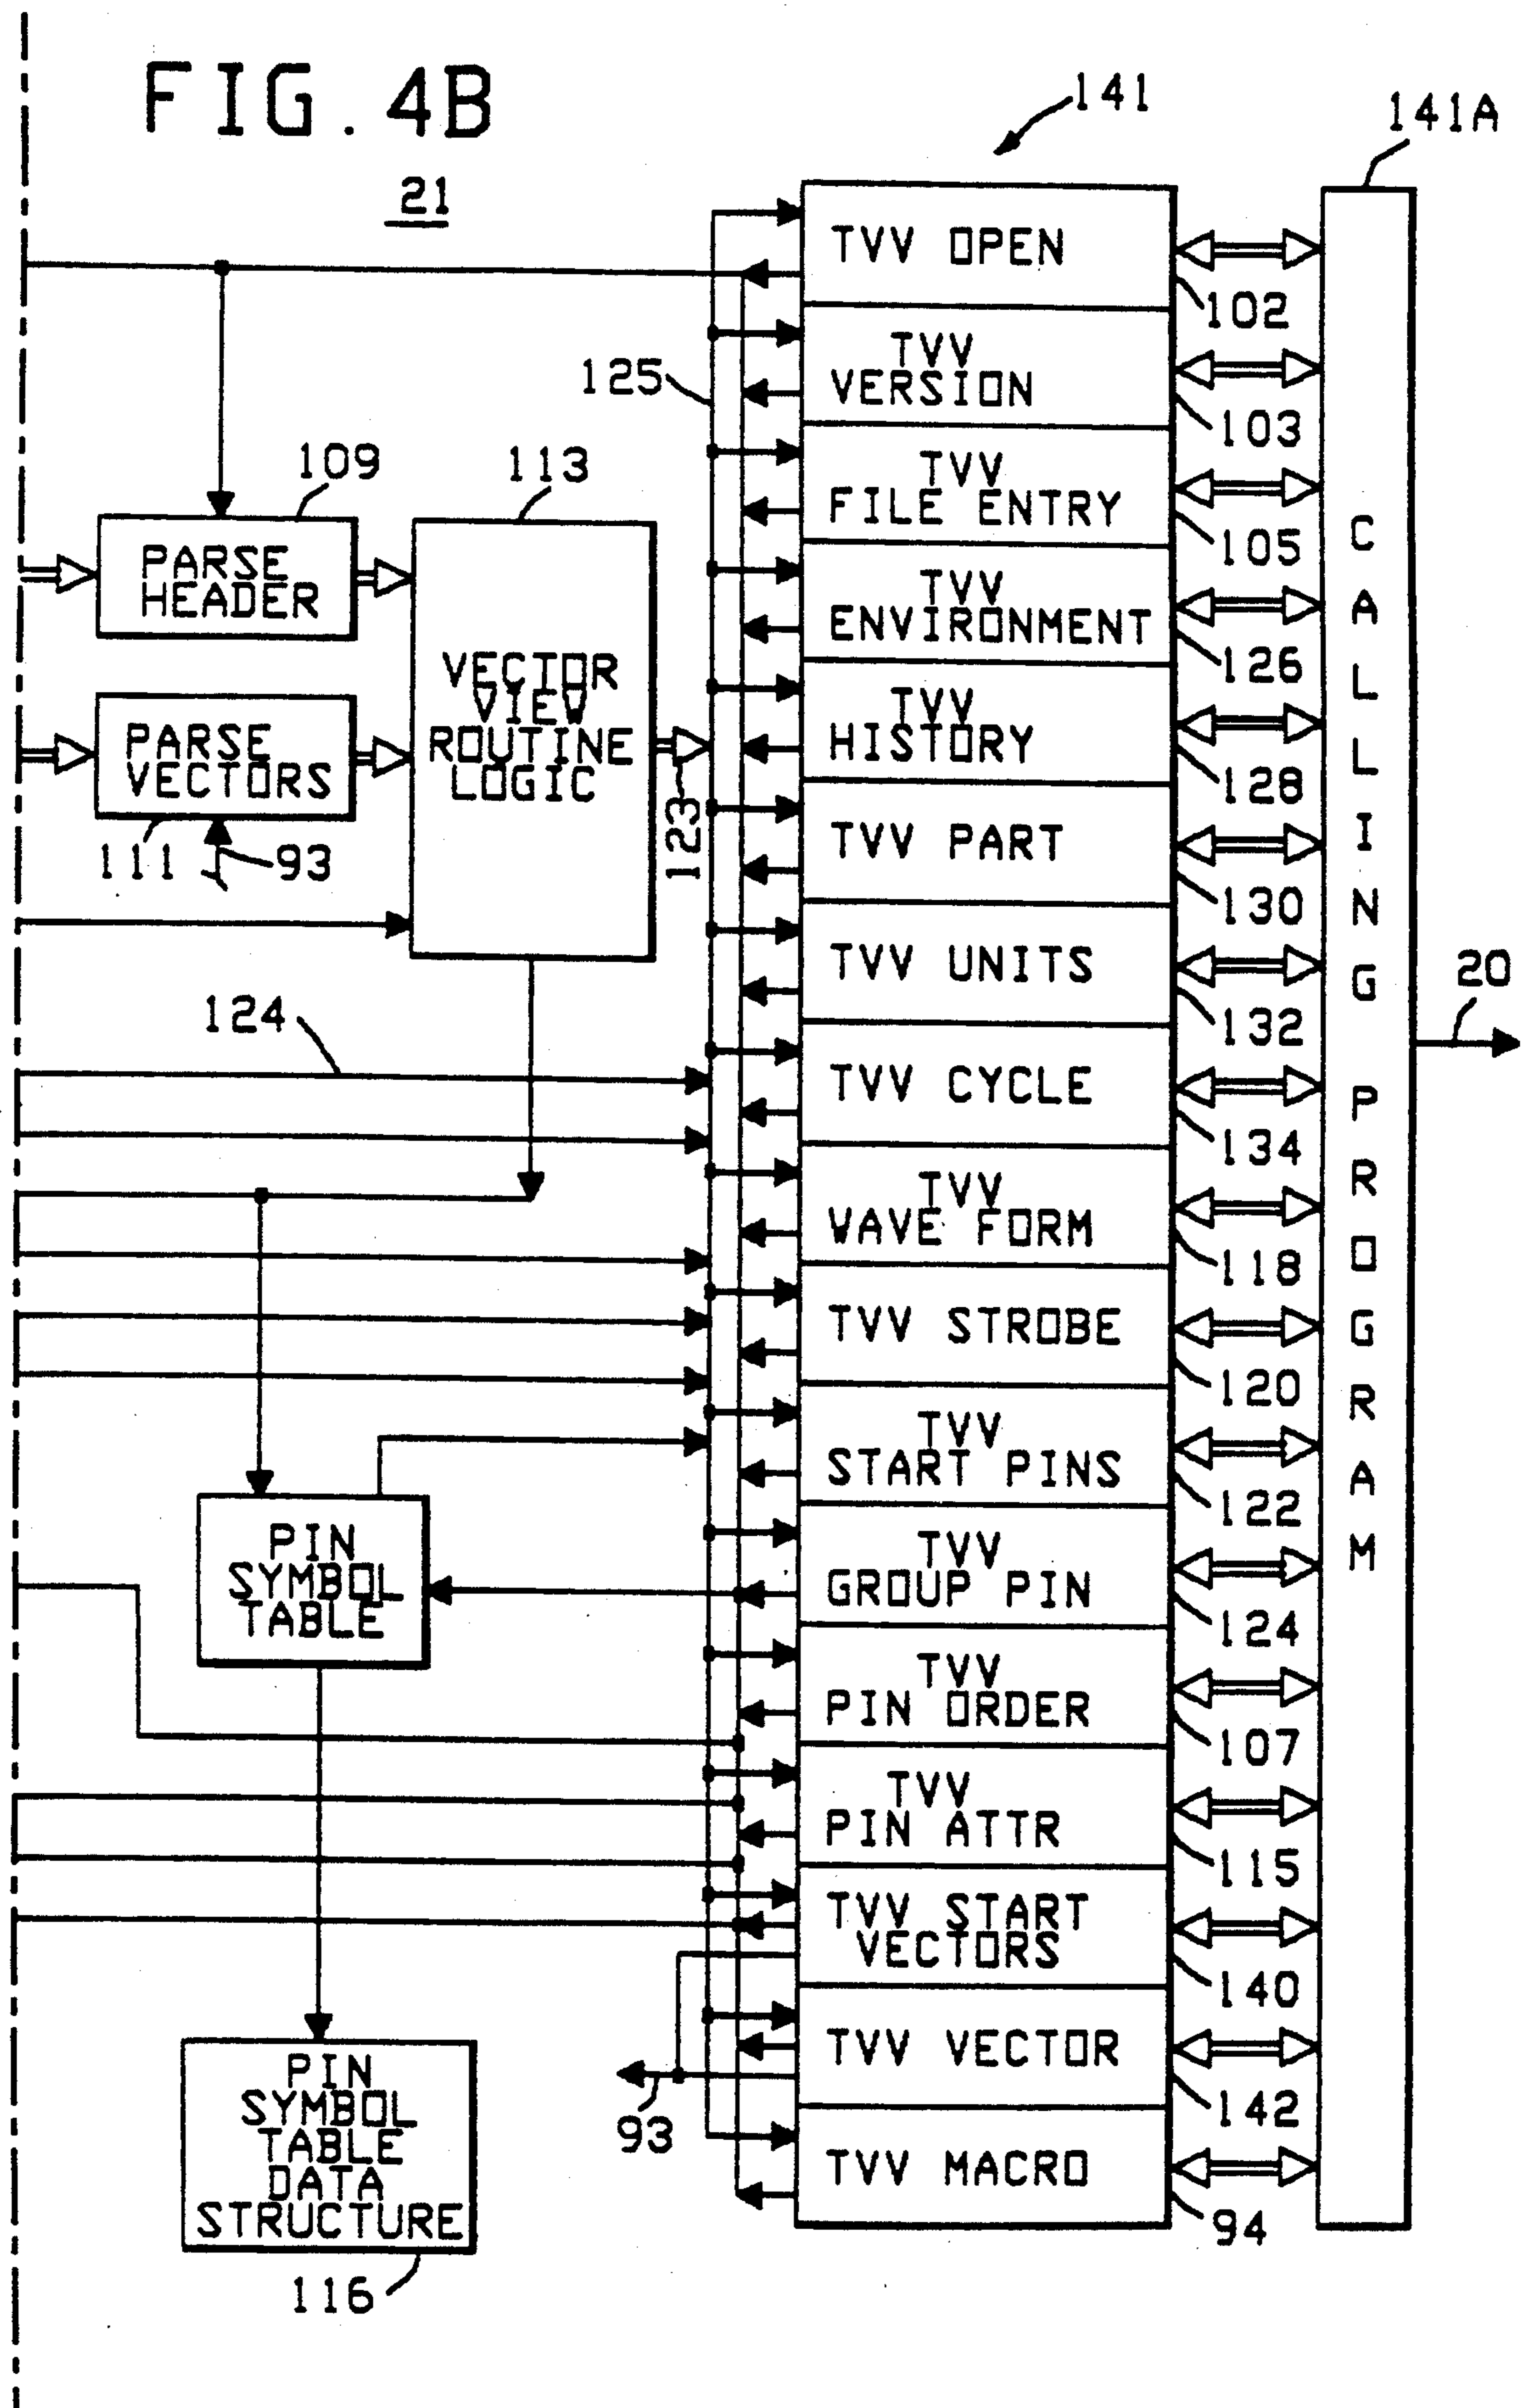 FIG. 4B
21
141
141A
TVV OPEN
102
TVV
VERSION
103
125
TVV
FILE ENTRY
105
109
113
PARSE
HEADER
TVV
ENVIRONMENT
126
VECTOR
VIEW
ROUTINE
LOGIC
TVV
HISTORY
128
PARSE
VECTORS
111
93
123
TVV PART
130
TVV UNITS
132
20
124
TVV CYCLE
134
TVV
WAVE FORM
118
TVV STROBE
120
TVV
START PINS
122
PIN
SYMBOL
TABLE
TVV
GROUP PIN
124
TVV
PIN ORDER
107
TVV
PIN ATTR
115
TVV START
VECTORS
140
TVV VECTOR
142
93
PIN
SYMBOL
TABLE
DATA
STRUCTURE
116
TVV MACRO
94
CALLING PROGRAM